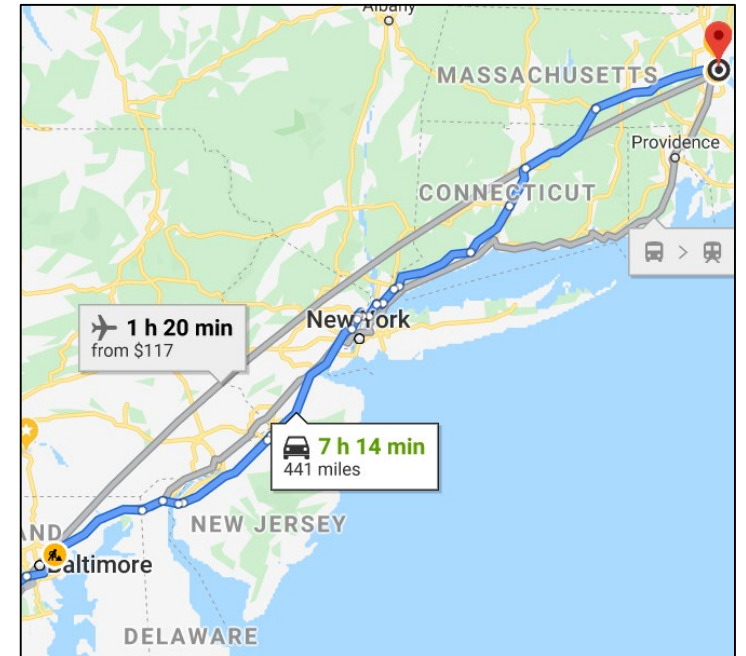 Albany
MASSACHUSETTS
Providence
CONNECTICUT
1 h 20 min
from $117
New York
7 h 14 min
441 miles
NEW JERSEY
AND
Baltimore
DELAWARE